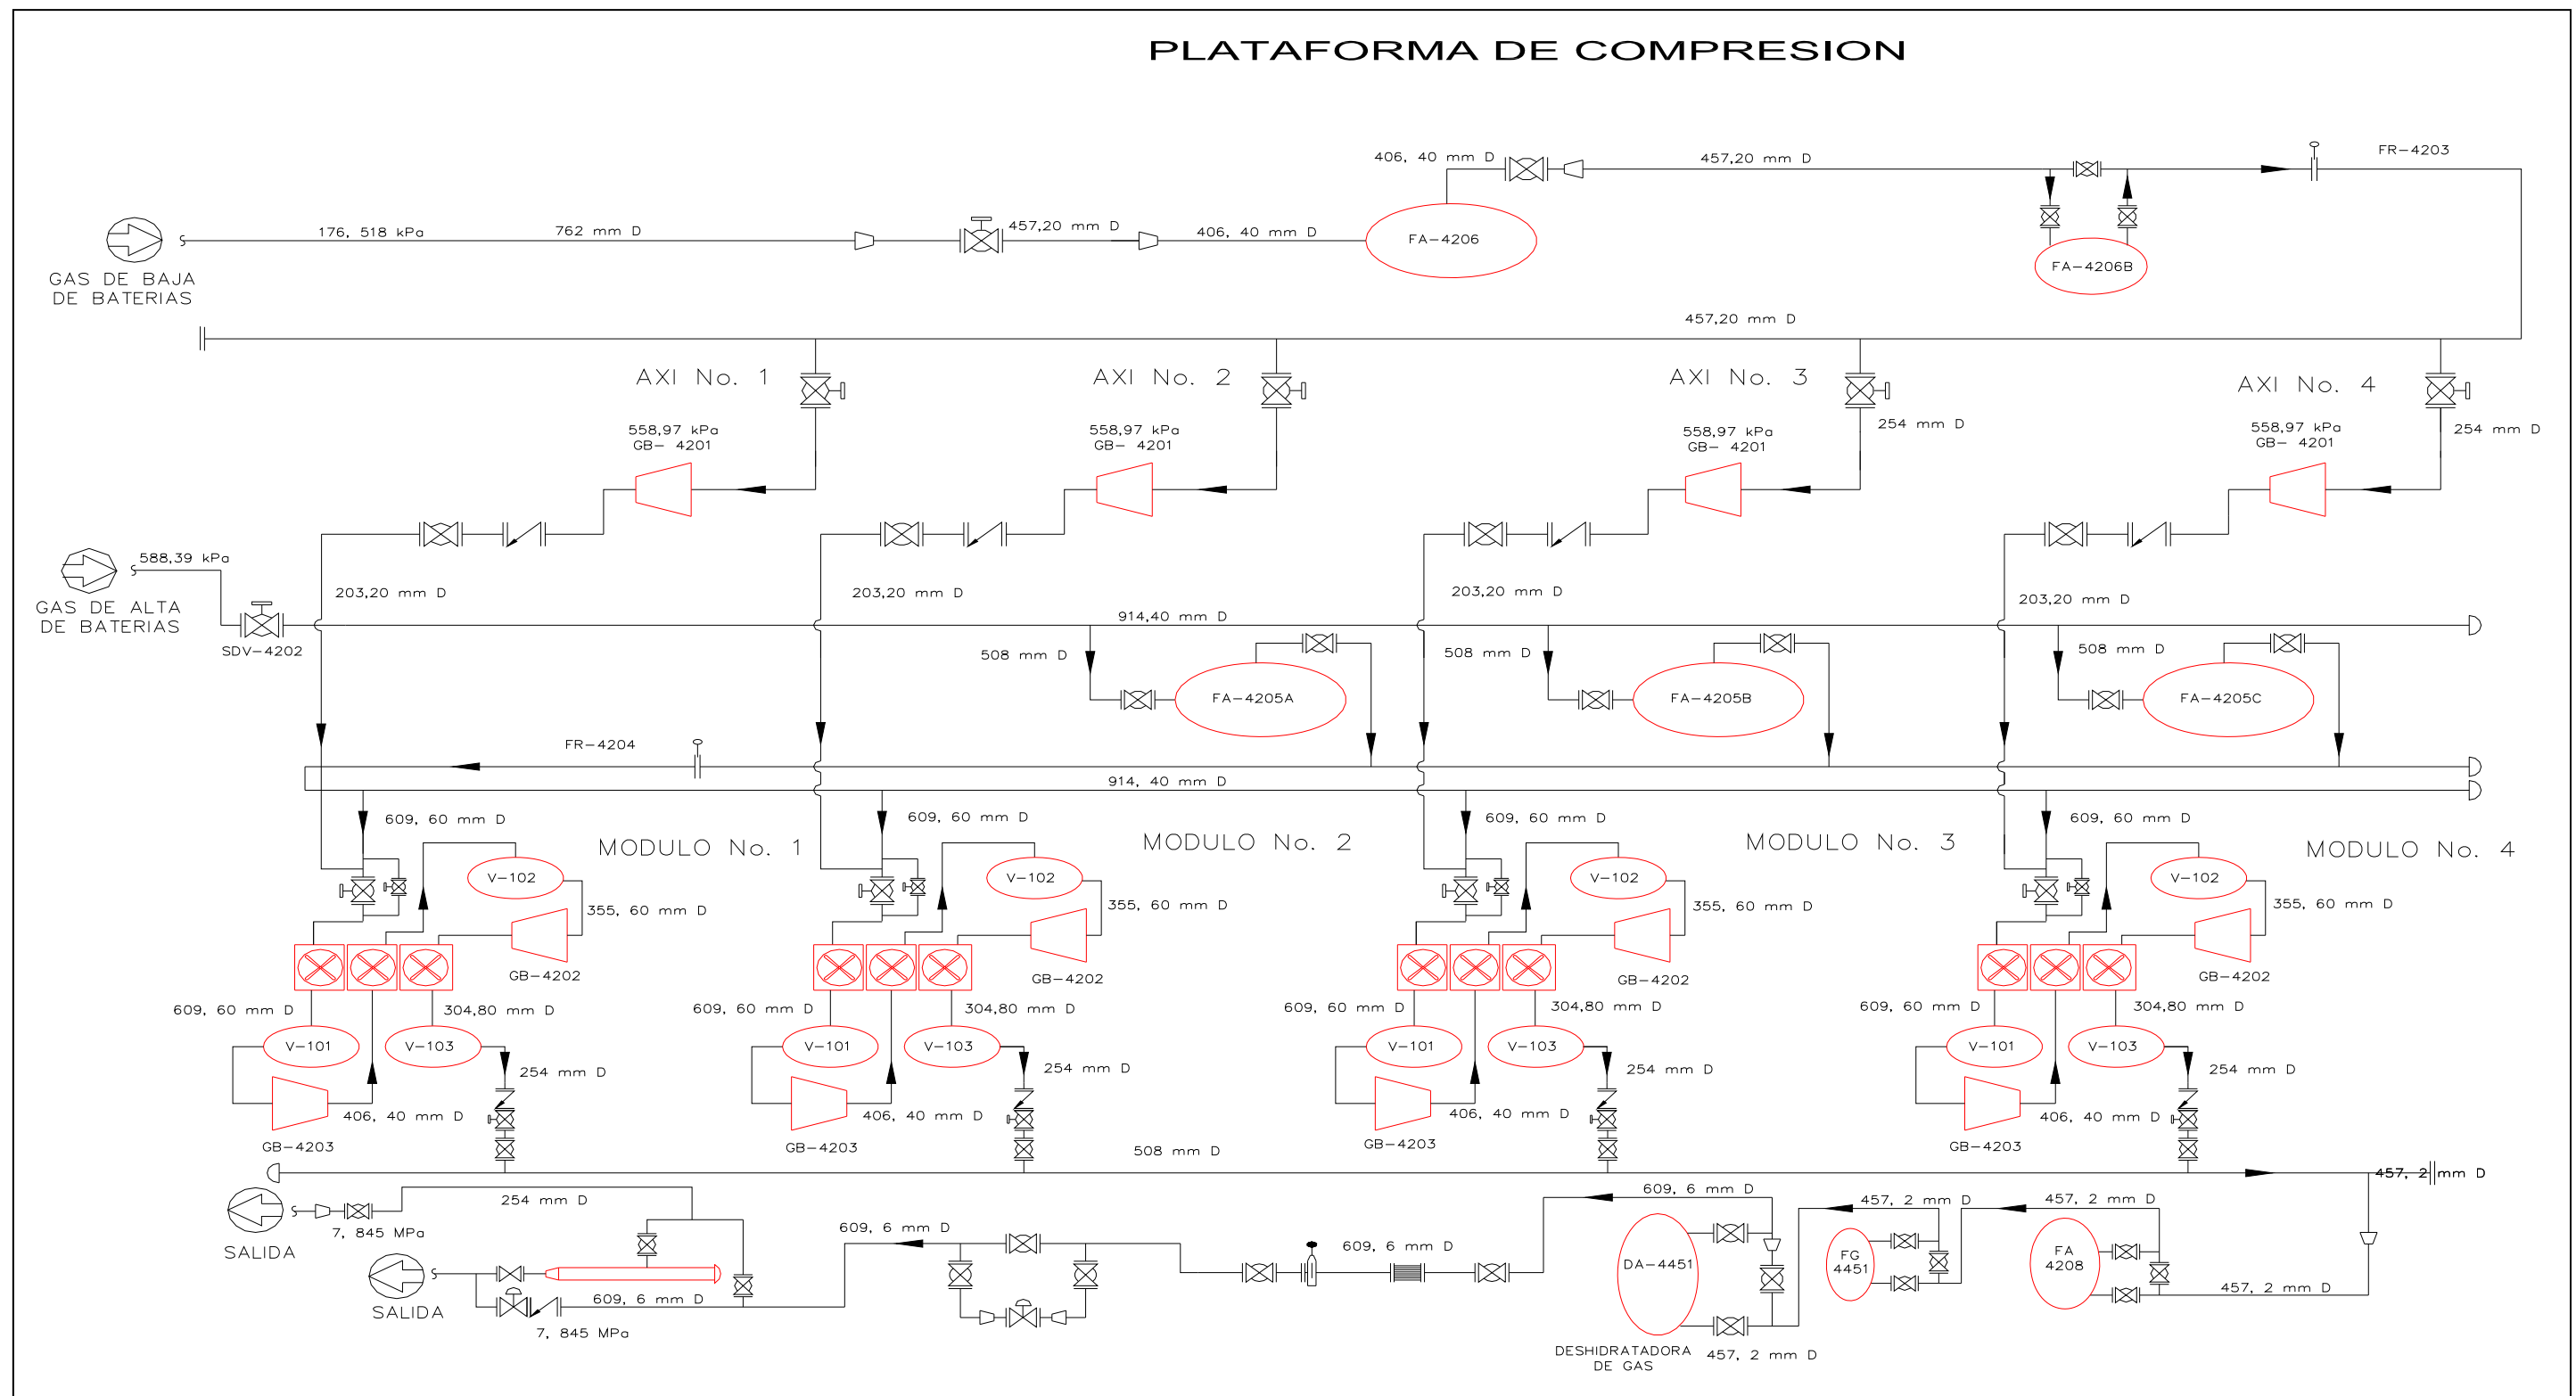 PLATAFORMA DE COMPRESION
406, 40 mm D
457,20 mm D
FR-4203
176, 518 kPa
762 mm D
457,20 mm D
406, 40 mm D
FA-4206
FA-4206B
GAS DE BAJA
DE BATERIAS
457,20 mm D
AXI No. 1
AXI No. 2
AXI No. 3
AXI No. 4
558,97 kPa
GB- 4201
558,97 kPa
GB- 4201
558,97 kPa
GB- 4201
254 mm D
558,97 kPa
GB- 4201
254 mm D
588,39 kPa
GAS DE ALTA
DE BATERIAS
SDV-4202
203,20 mm D
203,20 mm D
203,20 mm D
203,20 mm D
914,40 mm D
508 mm D
FA-4205A
508 mm D
FA-4205B
508 mm D
FA-4205C
FR-4204
914, 40 mm D
609, 60 mm D
MODULO No. 1
609, 60 mm D
MODULO No. 2
609, 60 mm D
MODULO No. 3
609, 60 mm D
MODULO No. 4
V-102
V-102
V-102
V-102
355, 60 mm D
355, 60 mm D
355, 60 mm D
355, 60 mm D
GB-4202
GB-4202
GB-4202
GB-4202
609, 60 mm D
304,80 mm D
609, 60 mm D
304,80 mm D
609, 60 mm D
304,80 mm D
609, 60 mm D
304,80 mm D
V-101
V-103
V-101
V-103
V-101
V-103
V-101
V-103
254 mm D
254 mm D
254 mm D
254 mm D
406, 40 mm D
406, 40 mm D
406, 40 mm D
406, 40 mm D
GB-4203
GB-4203
GB-4203
GB-4203
508 mm D
457, 2 mm D
254 mm D
7, 845 MPa
SALIDA
609, 6 mm D
609, 6 mm D
609, 6 mm D
457, 2 mm D
457, 2 mm D
DA-4451
FG
4451
FA
4208
SALIDA
609, 6 mm D
7, 845 MPa
457, 2 mm D
DESHIDRATADORA
DE GAS
457, 2 mm D